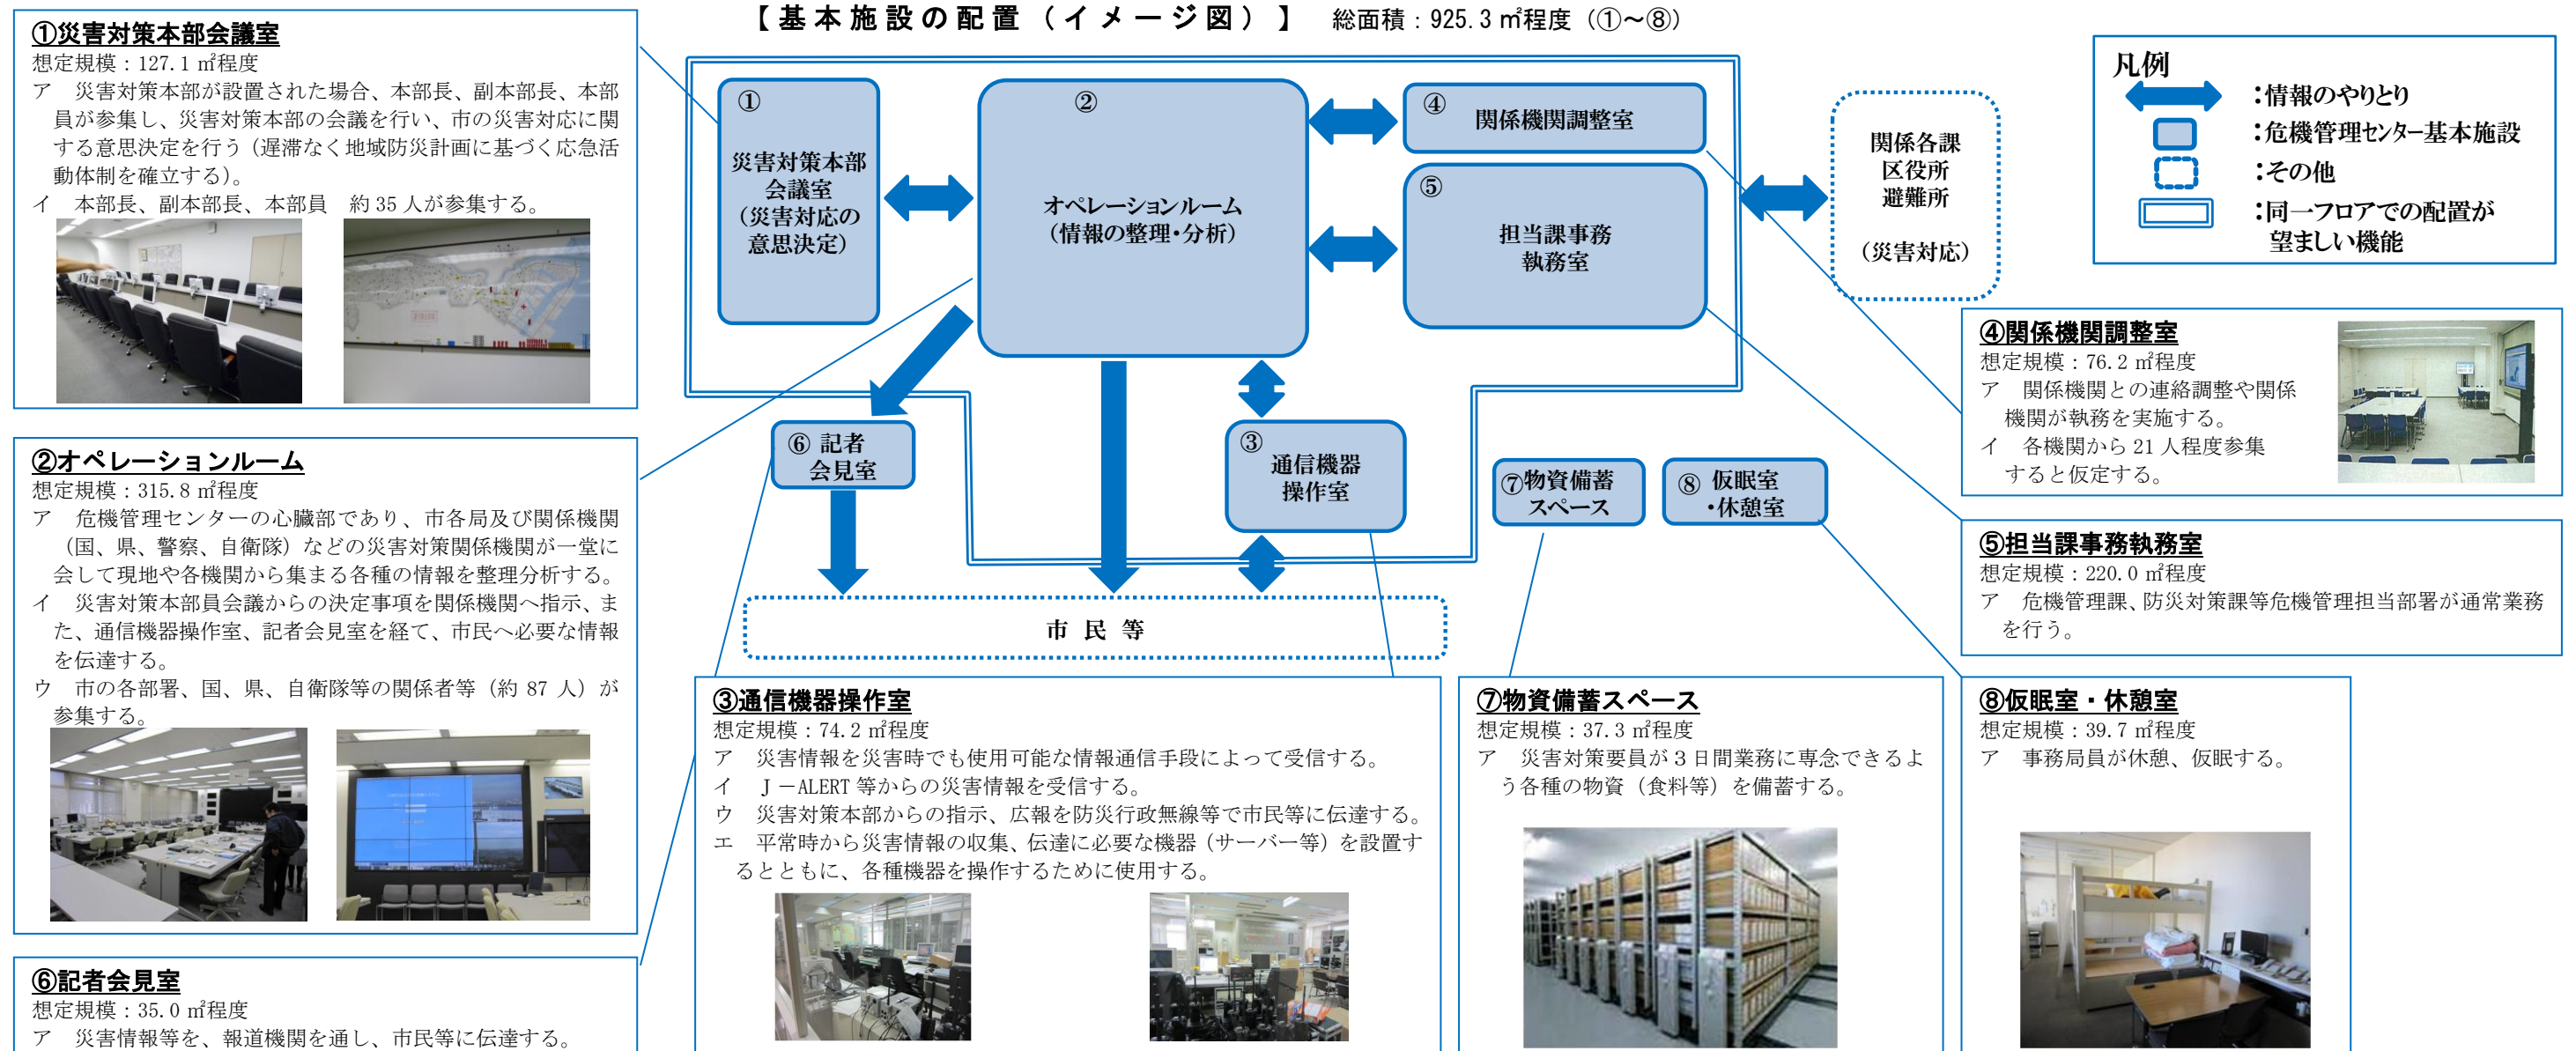 【基本施設の配置（イメージ図）】 総面積：925.3㎡程度（①～⑧）
①災害対策本部会議室
想定規模：127.1㎡程度
ア 災害対策本部が設置された場合、本部長、副本部長、本部
員が参集し、災害対策本部の会議を行い、市の災害対応に関
する意思決定を行う（遅滞なく地域防災計画に基づく応急活
動体制を確立する）。
イ 本部長、副本部長、本部員 約35人が参集する。
②オペレーションルーム
想定規模：315.8㎡程度
ア 危機管理センターの心臓部であり、市各局及び関係機関
（国、県、警察、自衛隊）などの災害対策関係機関が一堂に
会して現地や各機関から集まる各種の情報を整理分析する。
イ 災害対策本部員会議からの決定事項を関係機関へ指示、ま
た、通信機器操作室、記者会見室を経て、市民へ必要な情報
を伝達する。
ウ 市の各部署、国、県、自衛隊等の関係者等（約87人）が
参集する。
⑥記者会見室
想定規模：35.0㎡程度
ア 災害情報等を、報道機関を通し、市民等に伝達する。
①
災害対策本部
会議室
（災害対応の
意思決定）
②
オペレーションルーム
（情報の整理・分析）
④
関係機関調整室
⑤
担当課事務
執務室
関係各課
区役所
避難所
（災害対応）
凡例
：情報のやりとり
：危機管理センター基本施設
：その他
：同一フロアでの配置が
望ましい機能
⑥ 記者
会見室
③
通信機器
操作室
⑦物資備蓄
スペース
⑧ 仮眠室
・休憩室
市 民 等
④関係機関調整室
想定規模：76.2㎡程度
ア 関係機関との連絡調整や関係
機関が執務を実施する。
イ 各機関から21人程度参集
すると仮定する。
⑤担当課事務執務室
想定規模：220.0㎡程度
ア 危機管理課、防災対策課等危機管理担当部署が通常業務
を行う。
③通信機器操作室
想定規模：74.2㎡程度
ア 災害情報を災害時でも使用可能な情報通信手段によって受信する。
イ J－ALERT等からの災害情報を受信する。
ウ 災害対策本部からの指示、広報を防災行政無線等で市民等に伝達する。
エ 平常時から災害情報の収集、伝達に必要な機器（サーバー等）を設置す
るとともに、各種機器を操作するために使用する。
⑦物資備蓄スペース
想定規模：37.3㎡程度
ア 災害対策要員が３日間業務に専念できるよ
う各種の物資（食料等）を備蓄する。
⑧仮眠室・休憩室
想定規模：39.7㎡程度
ア 事務局員が休憩、仮眠する。